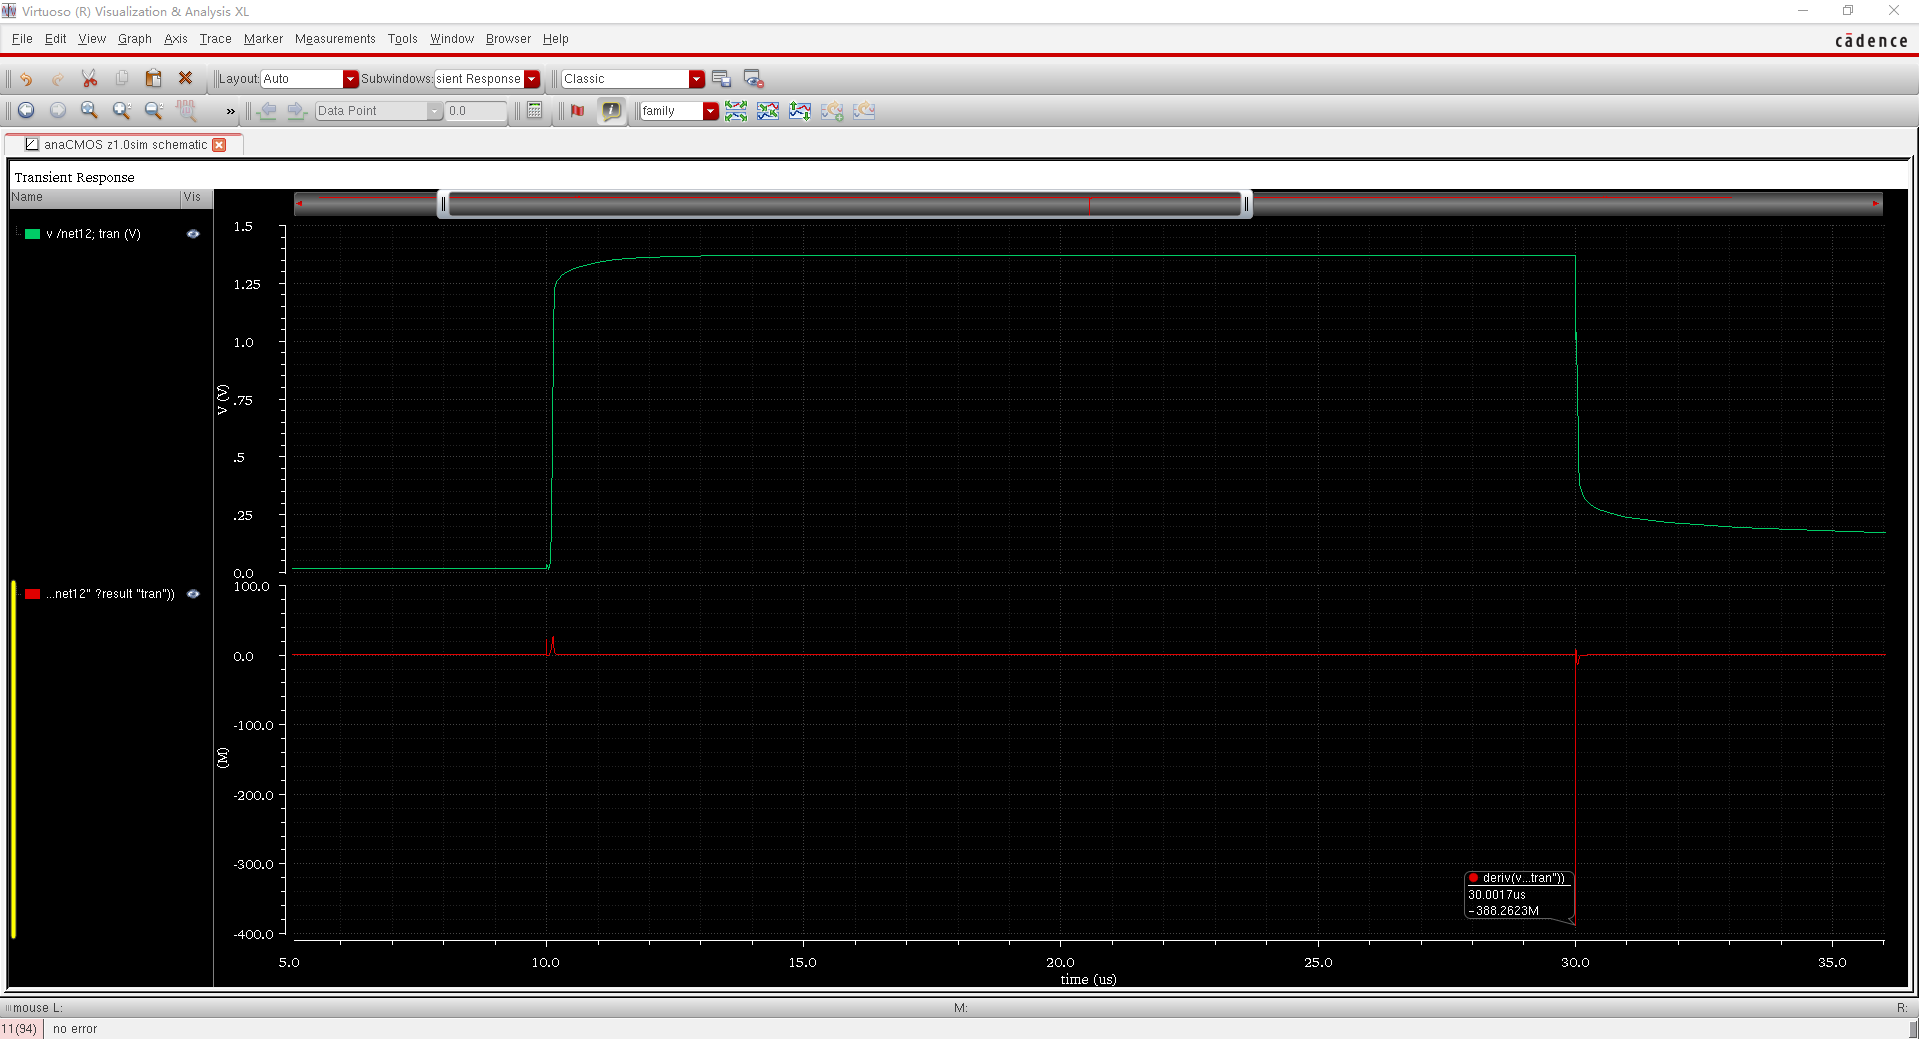 Virtuoso (R) Visualization & Analysis XL
File Edit View Graph Axis Trace Marker Measurements Tools Window Browser Help
cādence
Layout: Auto Subwindows: sient Response Classic
» Data Point 0.0 family
anaCMOS z1.0sim schematic
Transient Response
Name Vis
v /net12; tran (V)
1.5
1.25
1.0
.75
.5
.25
0.0
V (V)
...net12" ?result "tran"))
100.0
0.0
-100.0
-200.0
-300.0
-400.0
(M)
deriv(v...tran"))
30.0017us
-388.2623M
5.0 10.0 15.0 20.0 25.0 30.0 35.0
time (us)
mouse L: M: R:
11(94) no error